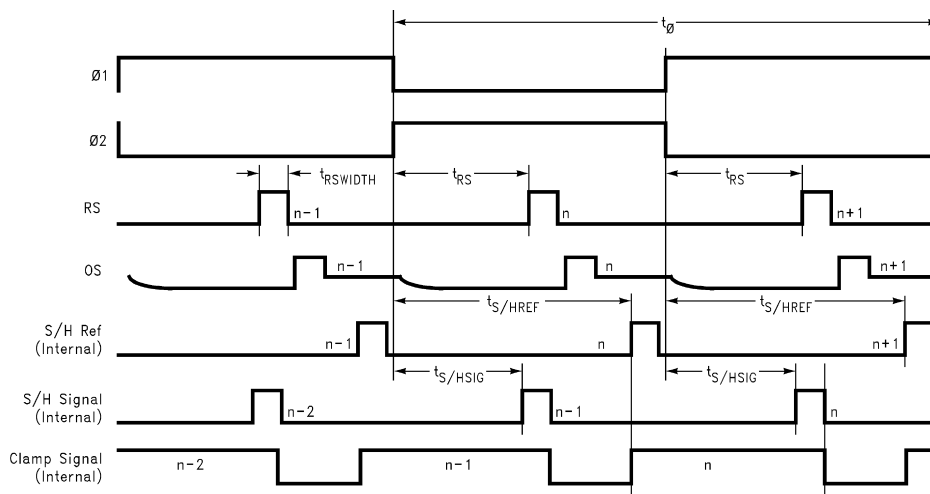 tø
Ø1
Ø2
tRSWIDTH
tRS
tRS
RS
n-1
n
n+1
OS
n-1
n
n+1
tS/HREF
tS/HREF
S/H Ref
(Internal)
n-1
n
n+1
tS/HSIG
tS/HSIG
S/H Signal
(Internal)
n-2
n-1
n
Clamp Signal
(Internal)
n-2
n-1
n